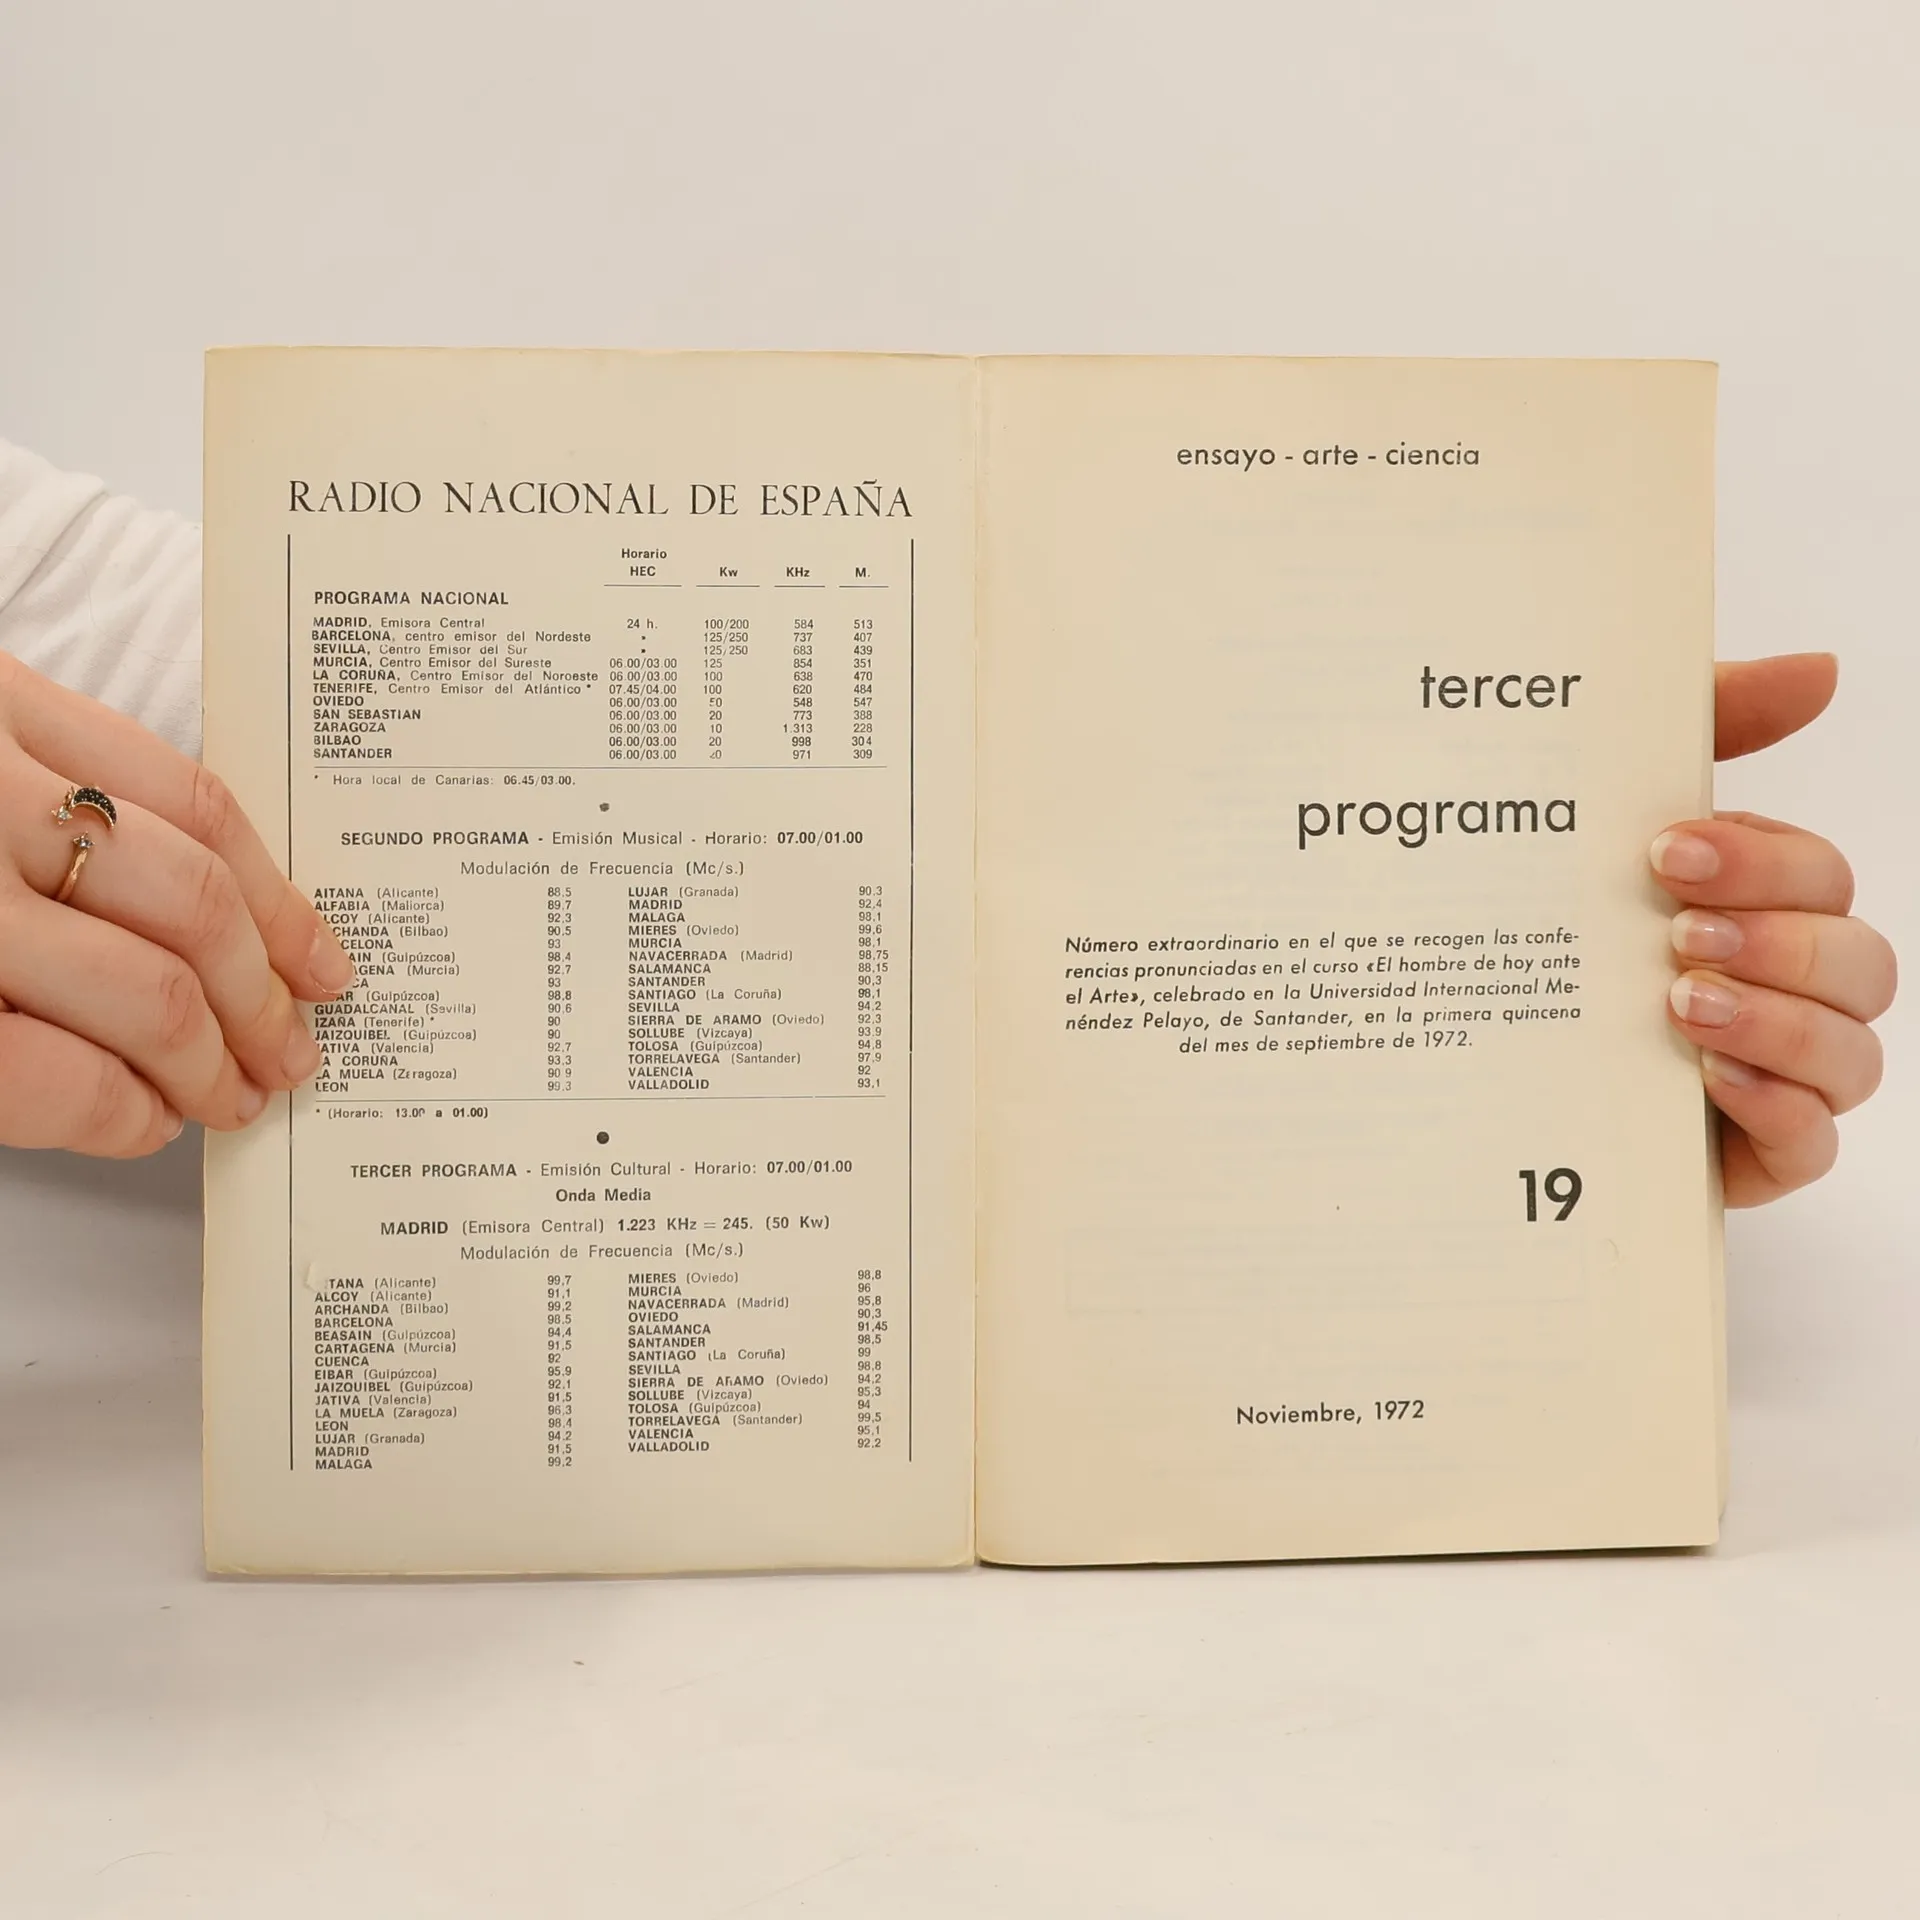 RADIO NACIONAL DE ESPAÑA
Horario
HEC Kw KHz M.
PROGRAMA NACIONAL
MADRID, Emisora Central 24 h. 100/200 584 513
BARCELONA, centro emisor del Nordeste • 125/250 737 407
SEVILLA, Centro Emisor del Sur • 125/250 683 439
MURCIA, Centro Emisor del Sureste 06.00/03.00 125 854 351
LA CORUÑA, Centro Emisor del Noroeste 06.00/03.00 100 638 470
TENERIFE, Centro Emisor del Atlántico * 07.45/04.00 100 620 484
OVIEDO 06.00/03.00 50 548 547
SAN SEBASTIAN 06.00/03.00 20 773 388
ZARAGOZA 06.00/03.00 10 1.313 228
BILBAO 06.00/03.00 20 998 304
SANTANDER 06.00/03.00 20 971 309
* Hora local de Canarias: 06.45/03.00.
SEGUNDO PROGRAMA - Emisión Musical - Horario: 07.00/01.00
Modulación de Frecuencia (Mc/s.)
AITANA (Alicante) 88.5 LUJAR (Granada) 90.3
ALFABIA (Mallorca) 89,7 MADRID 92,4
LCOY (Alicante) 92,3 MALAGA 98,1
CHANDA (Bilbao) 90,5 MIERES (Oviedo) 99,6
CELONA 93 MURCIA 98,1
AIN (Guipúzcoa) 98,4 NAVACERRADA (Madrid) 98,75
AGENA (Murcia) 92,7 SALAMANCA 88,15
CA 93 SANTANDER 90,3
AR (Guipúzcoa) 98,8 SANTIAGO (La Coruña) 98,1
GUADALCANAL (Sevilla) 90,6 SEVILLA 94,2
IZAÑA (Tenerife) * 90 SIERRA DE ARAMO (Oviedo) 92,3
JAIZQUIBEL (Guipúzcoa) 90 SOLLUBE (Vizcaya) 93.9
ATIVA (Valencia) 92,7 TOLOSA (Guipúzcoa) 94,8
A CORUÑA 93.3 TORRELAVEGA (Santander) 97,9
LA MUELA (Zaragoza) 90 9 VALENCIA 92
LEON 99.3 VALLADOLID 93,1
* (Horario: 13.00 a 01.00)
TERCER PROGRAMA - Emisión Cultural - Horario: 07.00/01.00
Onda Media
MADRID (Emisora Central) 1.223 KHz = 245. (50 Kw)
Modulación de Frecuencia (Mc/s.)
TANA (Alicante) 99,7 MIERES (Oviedo) 98,8
ALCOY (Alicante) 91,1 MURCIA 96
ARCHANDA (Bilbao) 99,2 NAVACERRADA (Madrid) 95,8
BARCELONA 98.5 OVIEDO 90,3
BEASAIN (Guipúzcoa) 94,4 SALAMANCA 91,45
CARTAGENA (Murcia) 91,5 SANTANDER 98,5
CUENCA 92 SANTIAGO (La Coruña) 99
EIBAR (Guipúzcoa) 95,9 SEVILLA 98,8
JAIZQUIBEL (Guipúzcoa) 92,1 SIERRA DE ARAMO (Oviedo) 94,2
JATIVA (Valencia) 91,5 SOLLUBE (Vizcaya) 95,3
LA MUELA (Zaragoza) 96,3 TOLOSA (Guipúzcoa) 94
LEON 98.4 TORRELAVEGA (Santander) 99,5
LUJAR (Granada) 94.2 VALENCIA 95,1
MADRID 91,5 VALLADOLID 92.2
MALAGA 99,2
ensayo - arte - ciencia
tercer
programa
Número extraordinario en el que se recogen las confe-
rencias pronunciadas en el curso «El hombre de hoy ante
el Arte», celebrado en la Universidad Internacional Me-
néndez Pelayo, de Santander, en la primera quincena
del mes de septiembre de 1972.
19
Noviembre, 1972